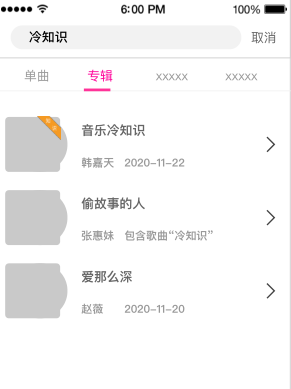 6:00 PM 100%
冷知识 取消
单曲 专辑 xxxxx xxxxx
音乐冷知识
韩嘉天 2020-11-22
偷故事的人
张惠妹 包含歌曲“冷知识”
爱那么深
赵薇 2020-11-20